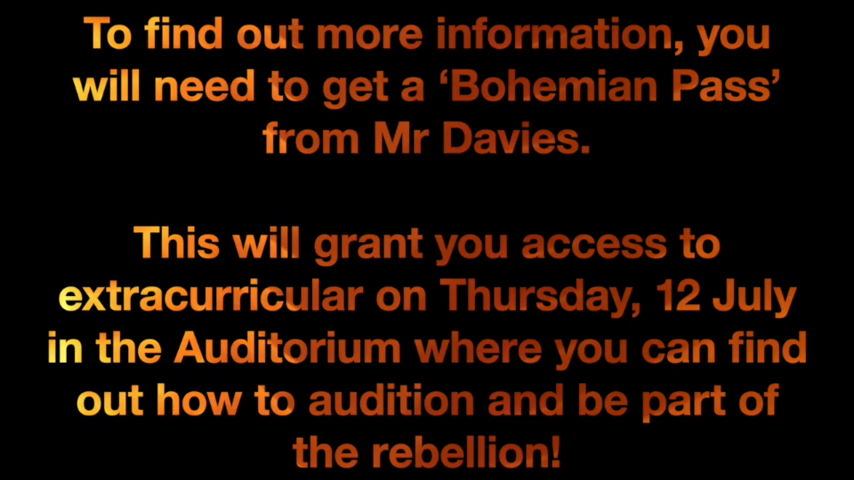 To find out more information, you
will need to get a ‘Bohemian Pass’
from Mr Davies.
This will grant you access to
extracurricular on Thursday, 12 July
in the Auditorium where you can find
out how to audition and be part of
the rebellion!